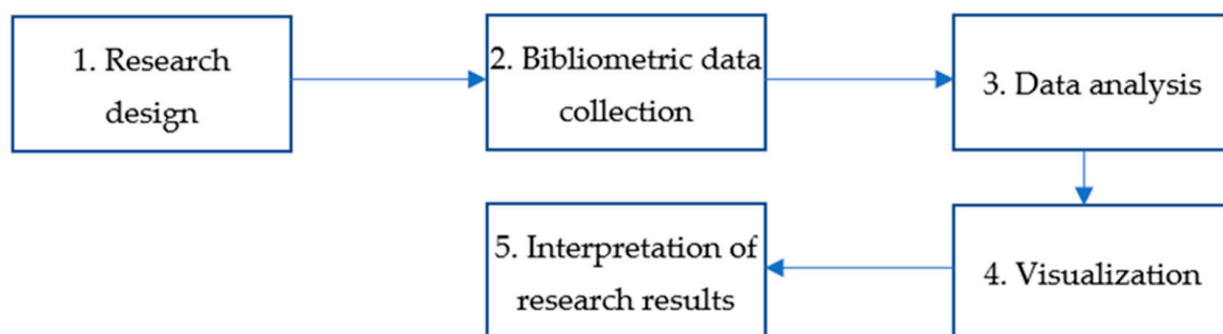 1. Research
design
2. Bibliometric data
collection
3. Data analysis
4. Visualization
5. Interpretation of
research results